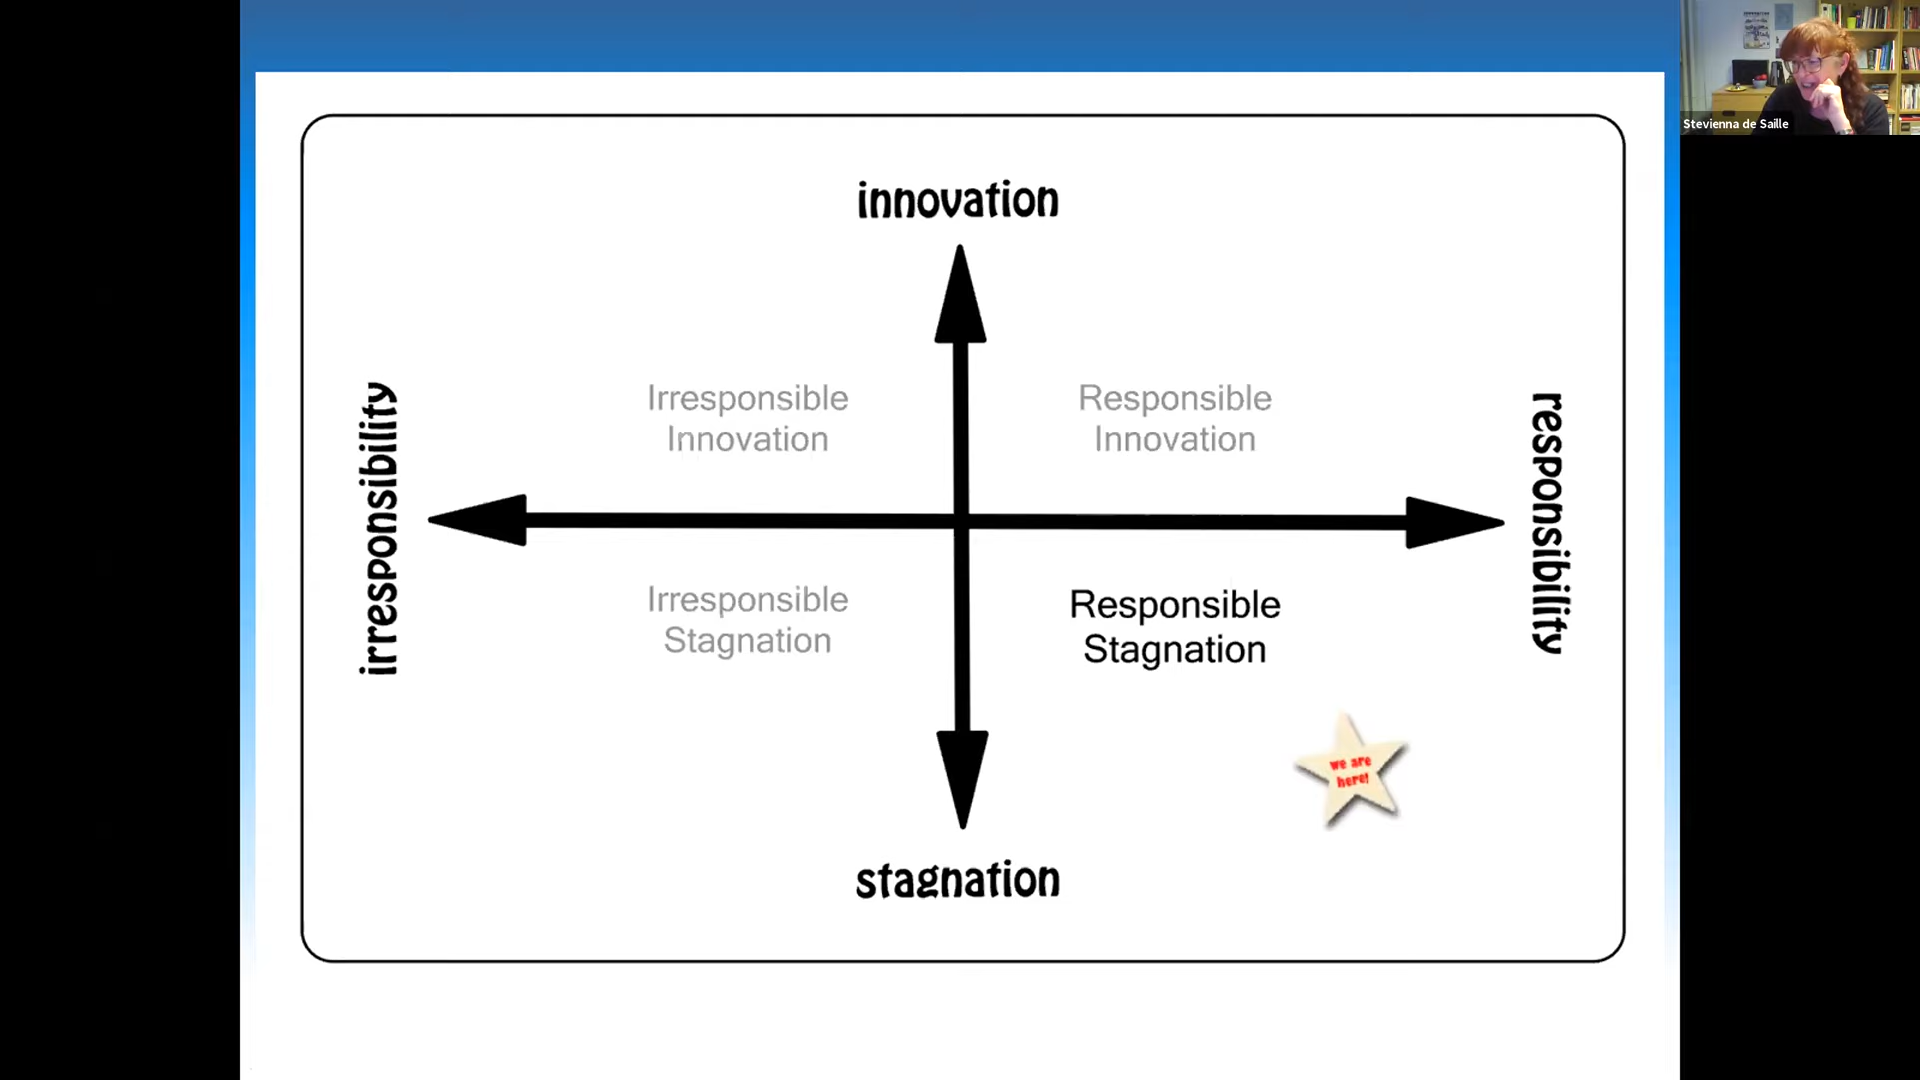 Stevienna de Saille
innovation
irresponsibility
Irresponsible
Innovation
Responsible
Innovation
responsibility
Irresponsible
Stagnation
Responsible
Stagnation
we are
here!
stagnation